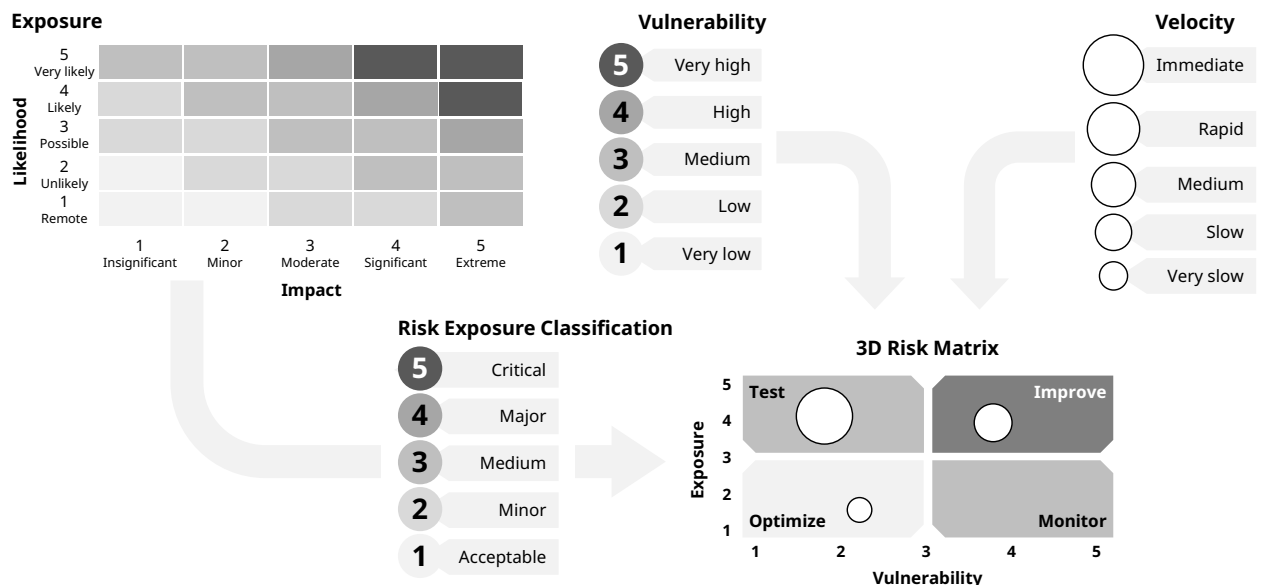 Exposure
Likelihood
5
Very likely
4
Likely
3
Possible
2
Unlikely
1
Remote
1 2 3 4 5
Insignificant Minor Moderate Significant Extreme
Impact
Vulnerability
5 Very high
4 High
3 Medium
2 Low
1 Very low
Velocity
Immediate
Rapid
Medium
Slow
Very slow
Risk Exposure Classification
5 Critical
4 Major
3 Medium
2 Minor
1 Acceptable
3D Risk Matrix
Exposure
5
4
3
2
1
Test
Improve
Optimize
Monitor
1 2 3 4 5
Vulnerability